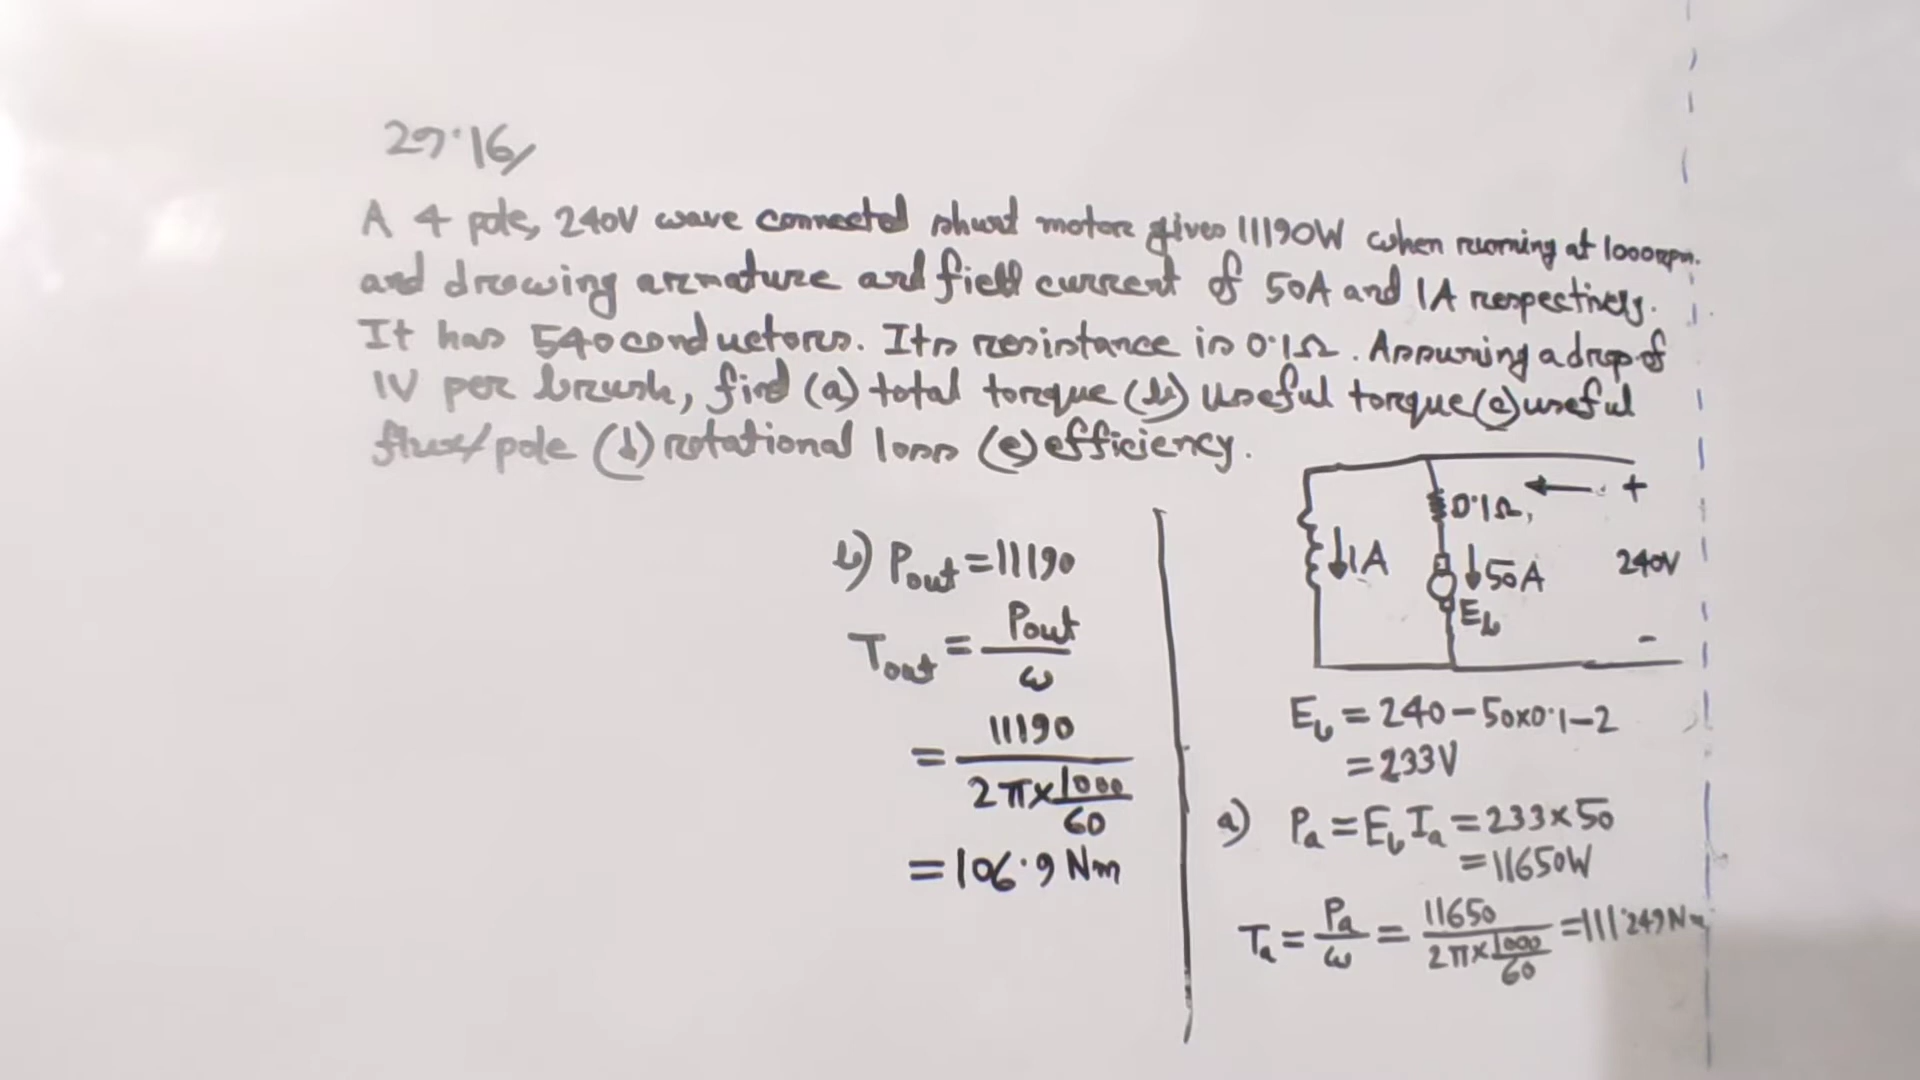 29.16/
A 4 pole, 240V wave connected shunt motor gives 11190W when running at 1000rpm.
and drawing armature and field current of 50A and 1A respectively.
It has 540 conductors. Its resistance is 0.1Ω. Assuming a drop of
1V per brush, find (a) total torque (b) useful torque (c) useful
flux/pole (d) rotational loss (e) efficiency.
b) Pout = 11190
Tout = Pout/ω
= 11190/(2π×1000/60)
= 106.9 Nm
+
0.1Ω
1A
50A
240V
Eb
-
Eb = 240-50×0.1-2
= 233V
a) Pa = EbIa = 233×50
= 11650W
Ta = Pa/ω = 11650/(2π×1000/60) = 111.249 Nm